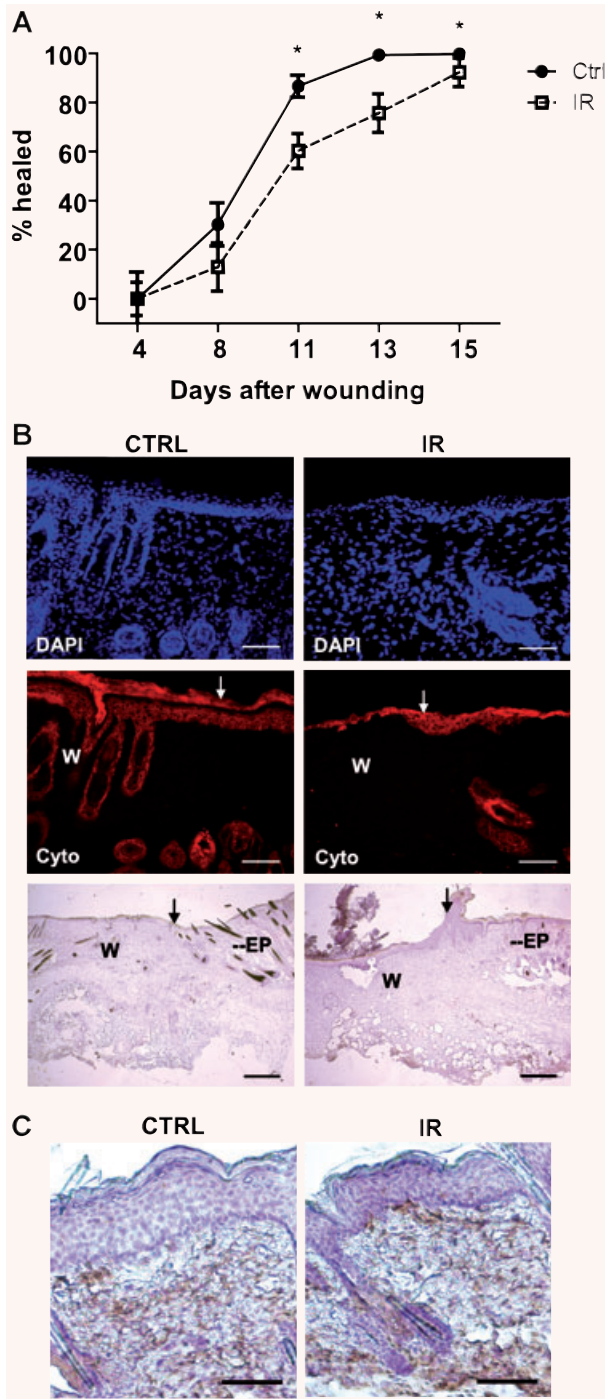 A
* * *
100
80
60
40
20
0
% healed
4 8 11 13 15
Days after wounding
Ctrl
IR
B
CTRL IR
DAPI DAPI
W W
Cyto Cyto
W --EP W --EP
C
CTRL IR